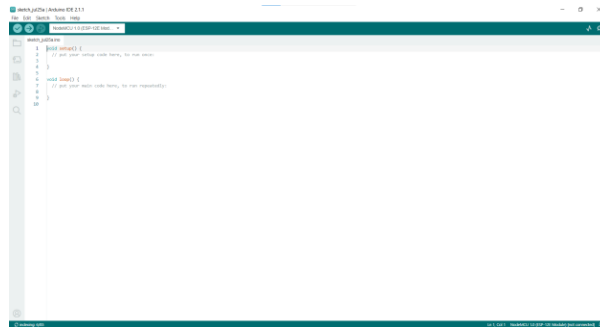 sketch_jul25a | Arduino IDE 2.1.1
File Edit Sketch Tools Help
NodeMCU 1.0 (ESP-12E Mod...
sketch_jul25a.ino
1 void setup() {
2 // put your setup code here, to run once:
3
4 }
5
6 void loop() {
7 // put your main code here, to run repeatedly:
8
9 }
10
Ln 1, Col 1 NodeMCU 1.0 (ESP-12E Module) [not connected]